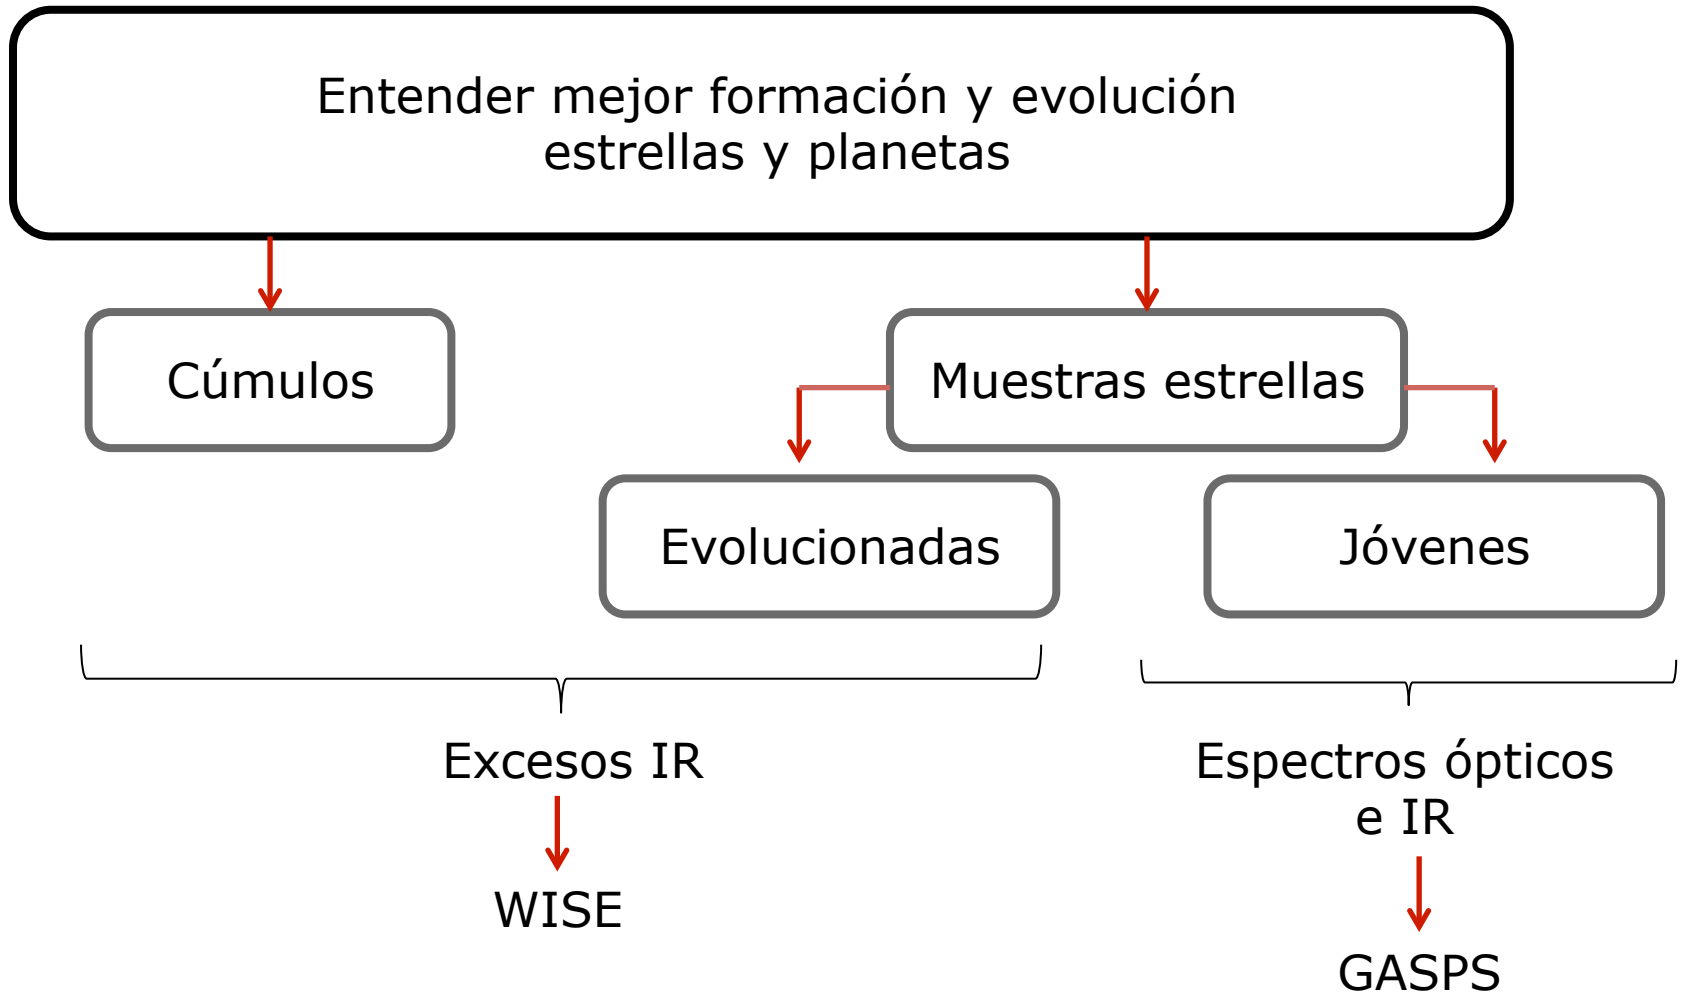 Entender mejor formación y evolución
estrellas y planetas
Cúmulos
Muestras estrellas
Evolucionadas
Jóvenes
Excesos IR
WISE
Espectros ópticos
e IR
GASPS